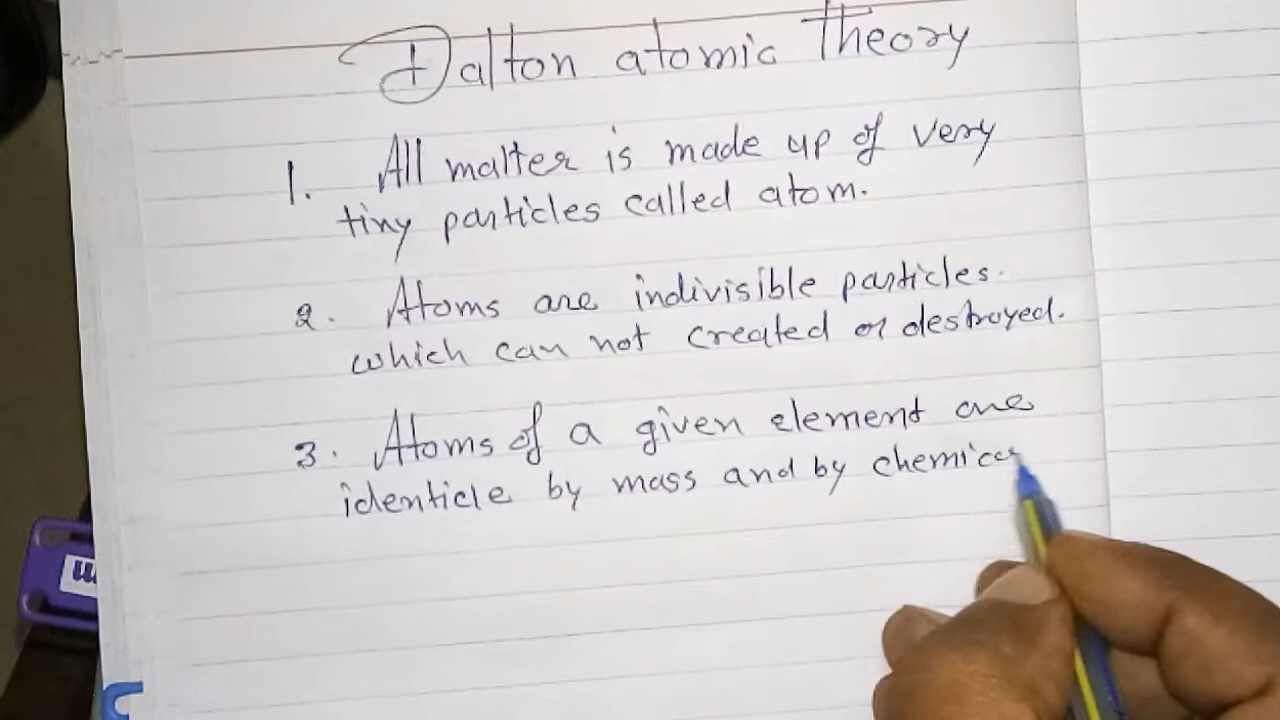 Dalton atomic Theory
1. All matter is made up of very
tiny particles called atom.
2. Atoms are indivisible particles.
which can not created or destroyed.
3. Atoms of a given element are
identicle by mass and by chemica